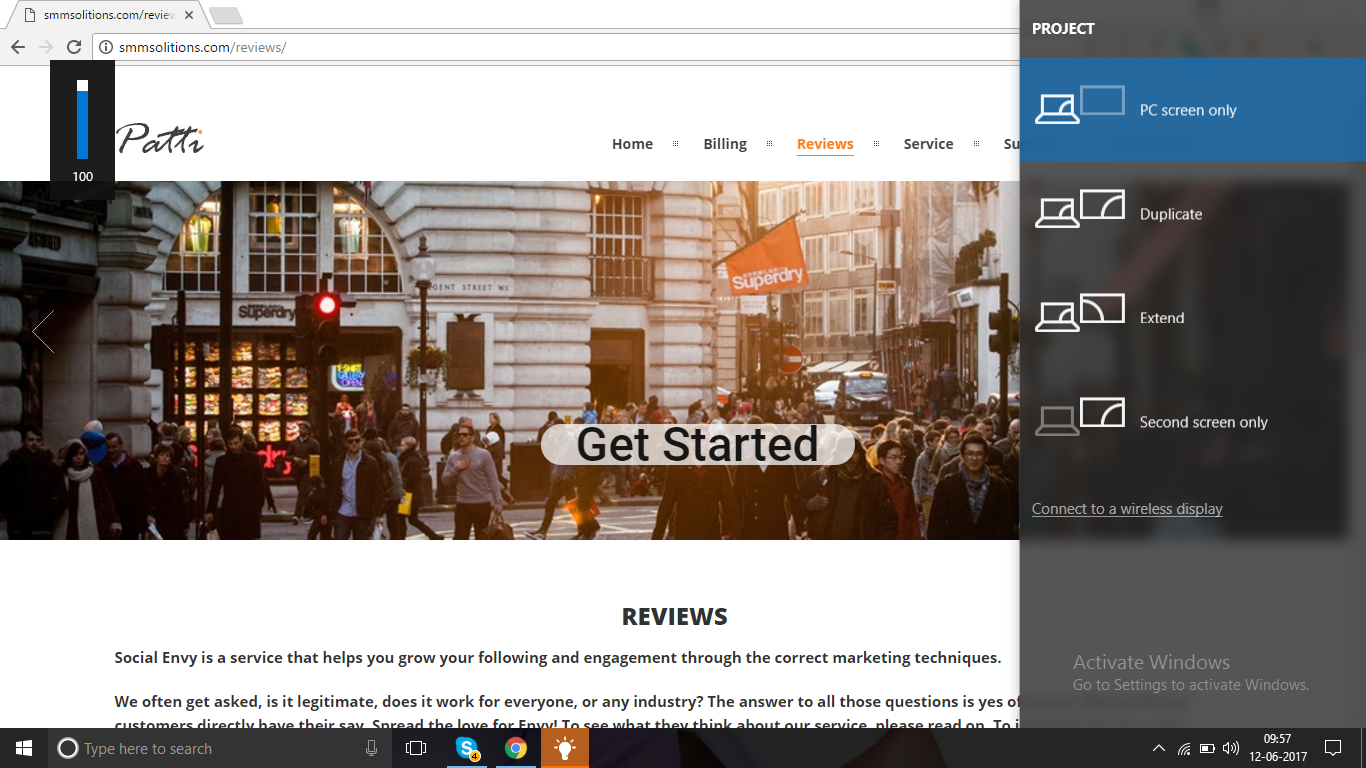 smmsolitions.com/review
smmsolitions.com/reviews/
100
Patti
Home
Billing
Reviews
Service
Su
GENT STREET W1
Superdry
Superdry
T-SHIRT
GALLERY
OPEN
Get Started
REVIEWS
Social Envy is a service that helps you grow your following and engagement through the correct marketing techniques.
We often get asked, is it legitimate, does it work for everyone, or any industry? The answer to all those questions is yes of
customers directly have their say. Spread the love for Envy! To see what they think about our service, please read on. To
PROJECT
PC screen only
Duplicate
Extend
Second screen only
Connect to a wireless display
Activate Windows
Go to Settings to activate Windows.
Type here to search
4
09:57
12-06-2017